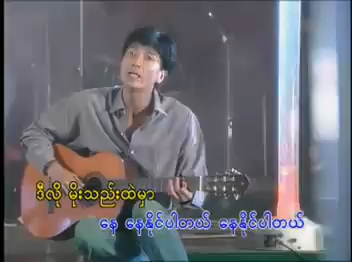 ဒီလို မိုးသည်းထဲမှာ
နေ နေနိုင်ပါတယ် နေနိုင်ပါတယ်